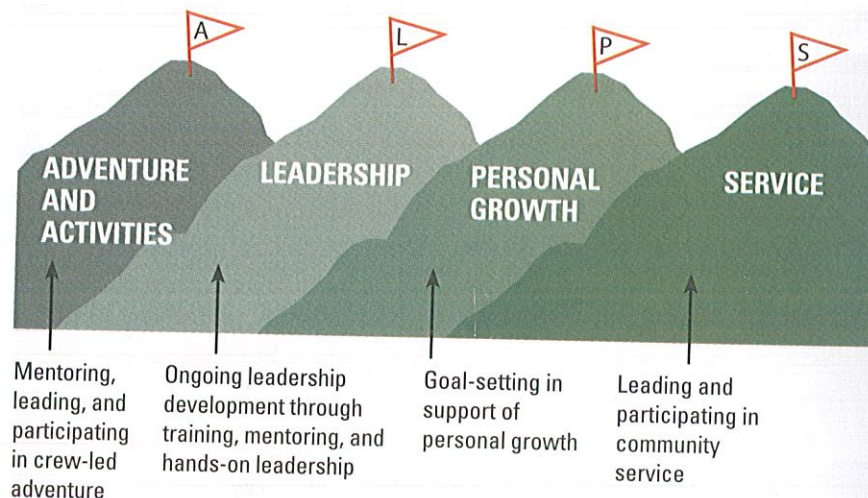 A
L
P
S
ADVENTURE
AND
ACTIVITIES
LEADERSHIP
PERSONAL
GROWTH
SERVICE
Mentoring,
leading, and
participating
in crew-led
adventure
Ongoing leadership
development through
training, mentoring, and
hands-on leadership
Goal-setting in
support of
personal growth
Leading and
participating in
community
service